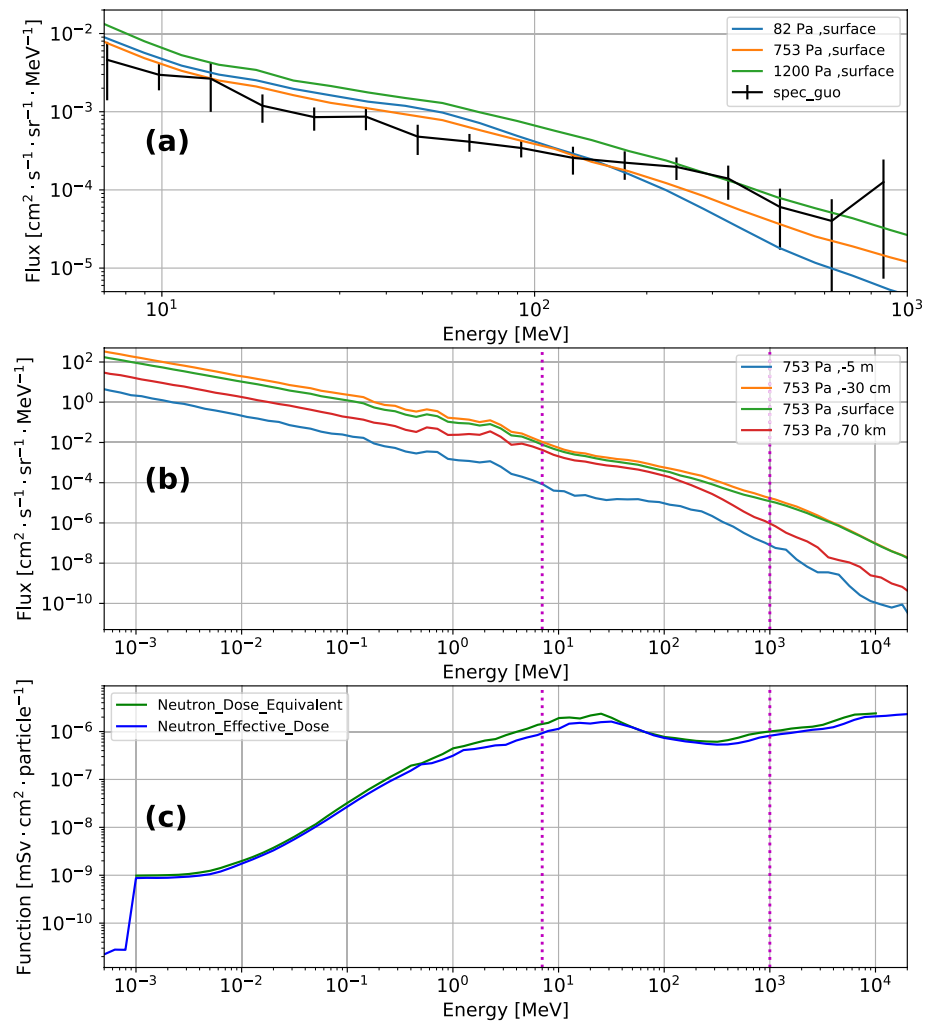 10⁻²
10⁻³
10⁻⁴
10⁻⁵
Flux [cm² · s⁻¹ · sr⁻¹ · MeV⁻¹]
(a)
82 Pa ,surface
753 Pa ,surface
1200 Pa ,surface
spec_guo
10¹ 10² 10³
Energy [MeV]
10²
10⁰
10⁻²
10⁻⁴
10⁻⁶
10⁻⁸
10⁻¹⁰
Flux [cm² · s⁻¹ · sr⁻¹ · MeV⁻¹]
(b)
753 Pa ,-5 m
753 Pa ,-30 cm
753 Pa ,surface
753 Pa ,70 km
10⁻³ 10⁻² 10⁻¹ 10⁰ 10¹ 10² 10³ 10⁴
Energy [MeV]
10⁻⁶
10⁻⁷
10⁻⁸
10⁻⁹
10⁻¹⁰
Function [mSv · cm² · particle⁻¹]
Neutron_Dose_Equivalent
Neutron_Effective_Dose
(c)
10⁻³ 10⁻² 10⁻¹ 10⁰ 10¹ 10² 10³ 10⁴
Energy [MeV]